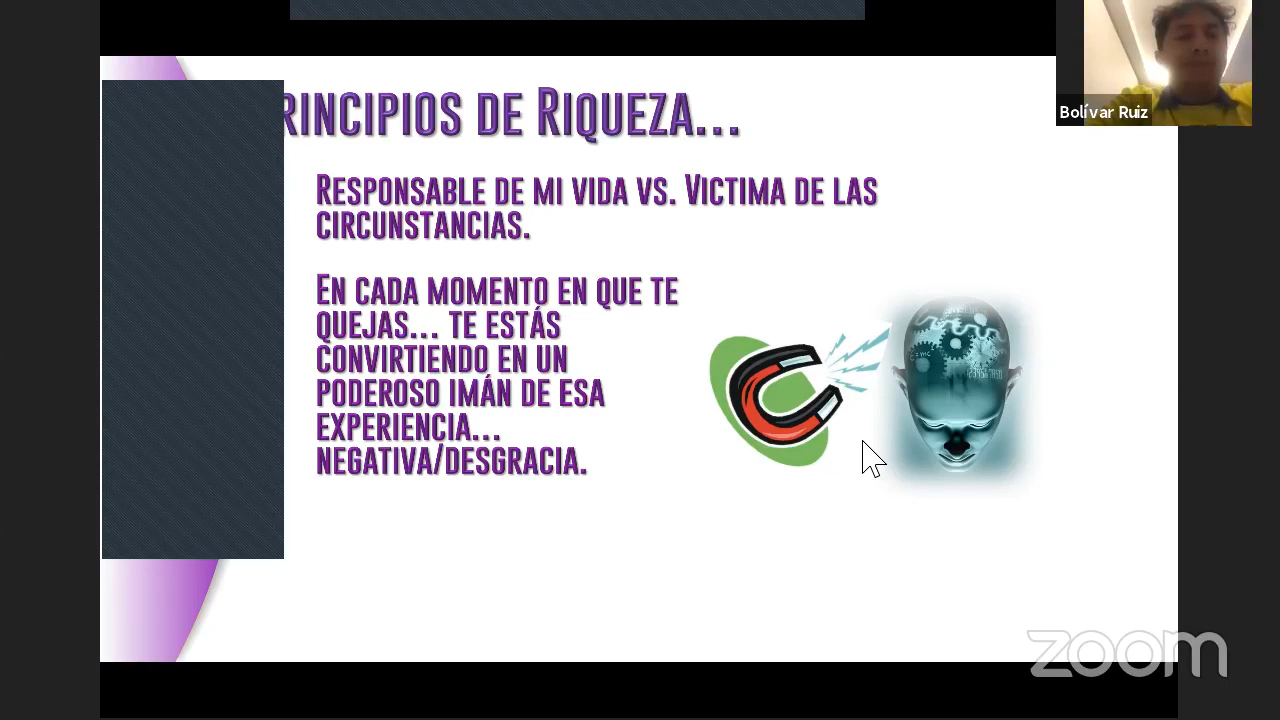 RINCIPIOS DE RIQUEZA...
RESPONSABLE DE MI VIDA VS. VICTIMA DE LAS
CIRCUNSTANCIAS.
EN CADA MOMENTO EN QUE TE
QUEJAS... TE ESTÁS
CONVIRTIENDO EN UN
PODEROSO IMÁN DE ESA
EXPERIENCIA...
NEGATIVA/DESGRACIA.
Bolívar Ruiz
zoom